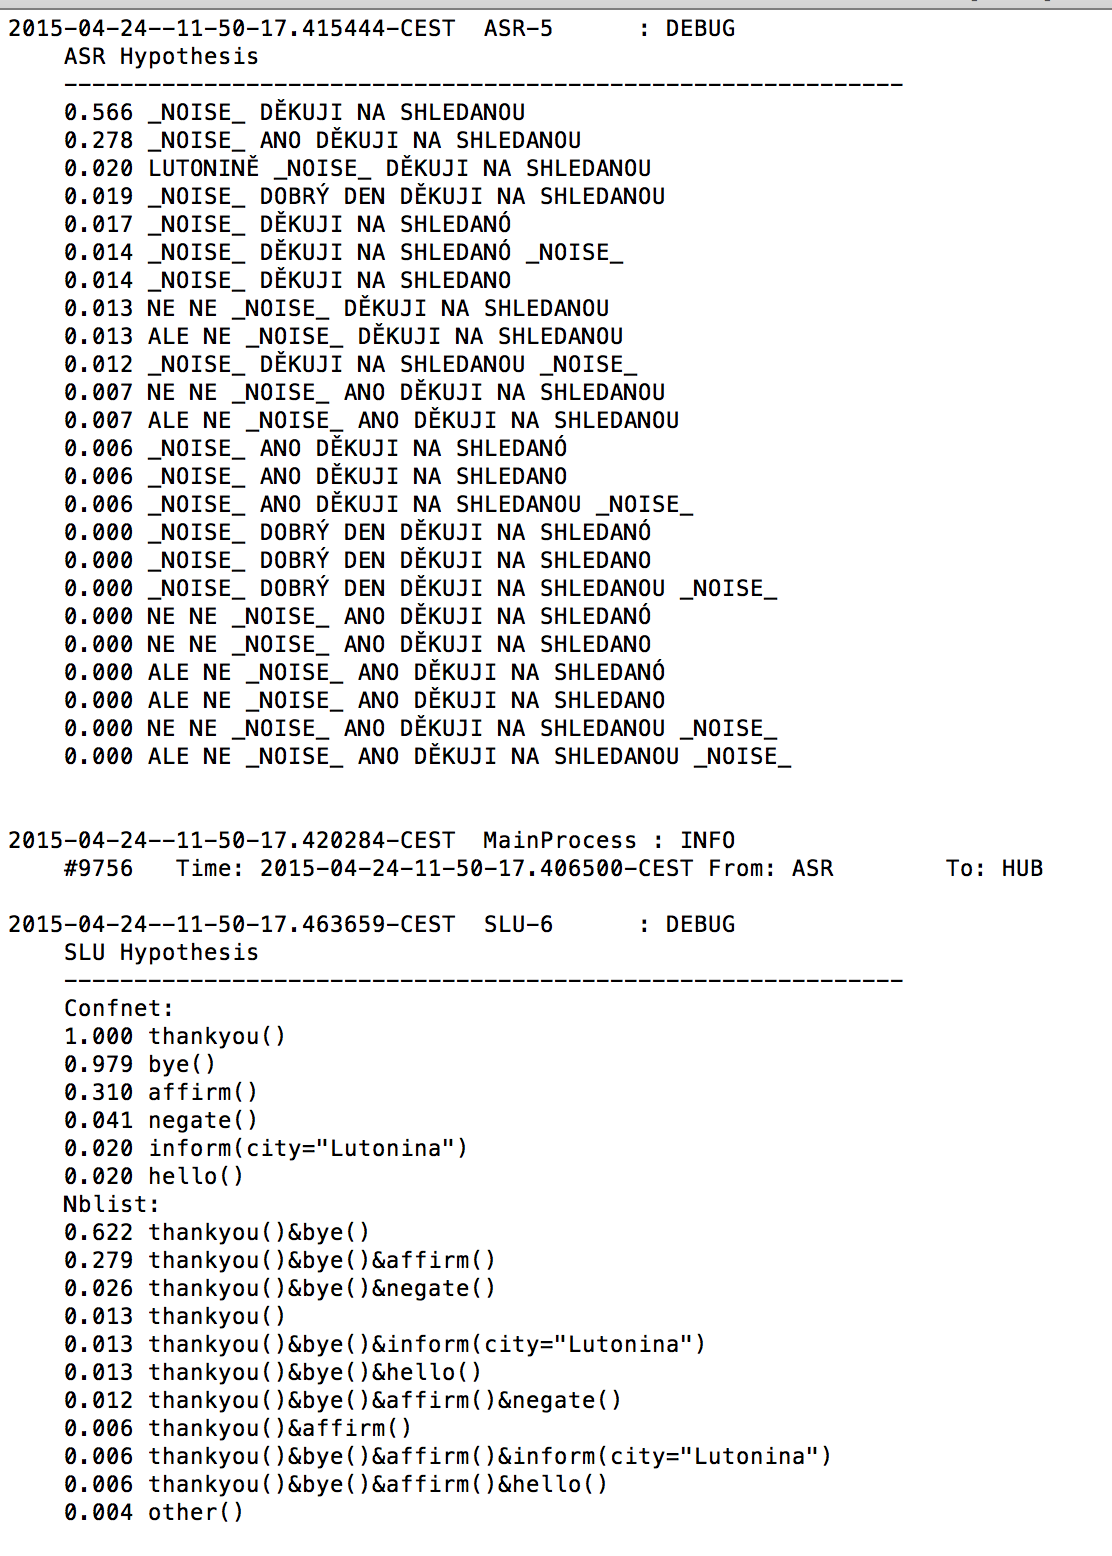 2015-04-24--11-50-17.415444-CEST  ASR-5      : DEBUG
ASR Hypothesis
------------------------------------------------------------
0.566 _NOISE_ DĚKUJI NA SHLEDANOU
0.278 _NOISE_ ANO DĚKUJI NA SHLEDANOU
0.020 LUTONINĚ _NOISE_ DĚKUJI NA SHLEDANOU
0.019 _NOISE_ DOBRÝ DEN DĚKUJI NA SHLEDANOU
0.017 _NOISE_ DĚKUJI NA SHLEDANÓ
0.014 _NOISE_ DĚKUJI NA SHLEDANÓ _NOISE_
0.014 _NOISE_ DĚKUJI NA SHLEDANO
0.013 NE NE _NOISE_ DĚKUJI NA SHLEDANOU
0.013 ALE NE _NOISE_ DĚKUJI NA SHLEDANOU
0.012 _NOISE_ DĚKUJI NA SHLEDANOU _NOISE_
0.007 NE NE _NOISE_ ANO DĚKUJI NA SHLEDANOU
0.007 ALE NE _NOISE_ ANO DĚKUJI NA SHLEDANOU
0.006 _NOISE_ ANO DĚKUJI NA SHLEDANÓ
0.006 _NOISE_ ANO DĚKUJI NA SHLEDANO
0.006 _NOISE_ ANO DĚKUJI NA SHLEDANOU _NOISE_
0.000 _NOISE_ DOBRÝ DEN DĚKUJI NA SHLEDANÓ
0.000 _NOISE_ DOBRÝ DEN DĚKUJI NA SHLEDANO
0.000 _NOISE_ DOBRÝ DEN DĚKUJI NA SHLEDANOU _NOISE_
0.000 NE NE _NOISE_ ANO DĚKUJI NA SHLEDANÓ
0.000 NE NE _NOISE_ ANO DĚKUJI NA SHLEDANO
0.000 ALE NE _NOISE_ ANO DĚKUJI NA SHLEDANÓ
0.000 ALE NE _NOISE_ ANO DĚKUJI NA SHLEDANO
0.000 NE NE _NOISE_ ANO DĚKUJI NA SHLEDANOU _NOISE_
0.000 ALE NE _NOISE_ ANO DĚKUJI NA SHLEDANOU _NOISE_
2015-04-24--11-50-17.420284-CEST  MainProcess : INFO
#9756   Time: 2015-04-24-11-50-17.406500-CEST From: ASR        To: HUB
2015-04-24--11-50-17.463659-CEST  SLU-6      : DEBUG
SLU Hypothesis
------------------------------------------------------------
Confnet:
1.000 thankyou()
0.979 bye()
0.310 affirm()
0.041 negate()
0.020 inform(city="Lutonina")
0.020 hello()
Nblist:
0.622 thankyou()&bye()
0.279 thankyou()&bye()&affirm()
0.026 thankyou()&bye()&negate()
0.013 thankyou()
0.013 thankyou()&bye()&inform(city="Lutonina")
0.013 thankyou()&bye()&hello()
0.012 thankyou()&bye()&affirm()&negate()
0.006 thankyou()&affirm()
0.006 thankyou()&bye()&affirm()&inform(city="Lutonina")
0.006 thankyou()&bye()&affirm()&hello()
0.004 other()